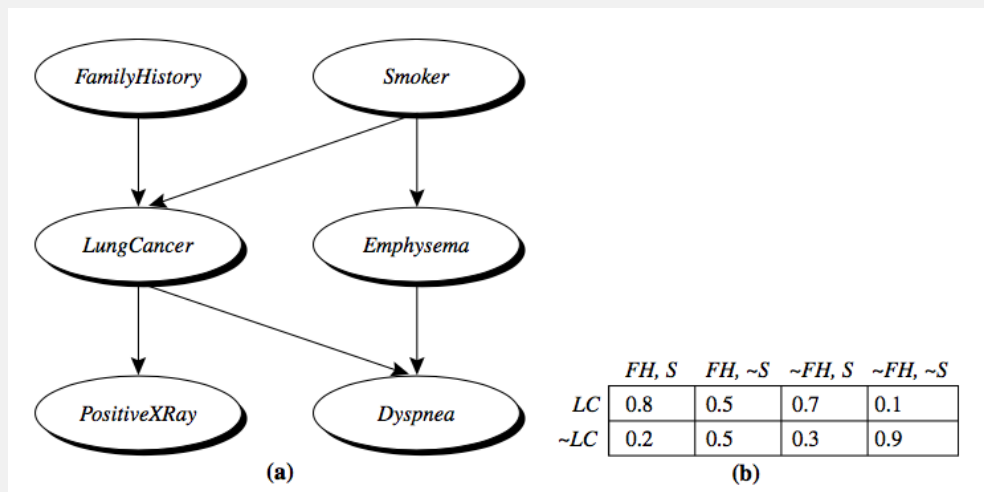 FamilyHistory Smoker
LungCancer Emphysema
FH, S FH, ~S ~FH, S ~FH, ~S
PositiveXRay Dyspnea
LC 0.8 0.5 0.7 0.1
~LC 0.2 0.5 0.3 0.9
(a) (b)